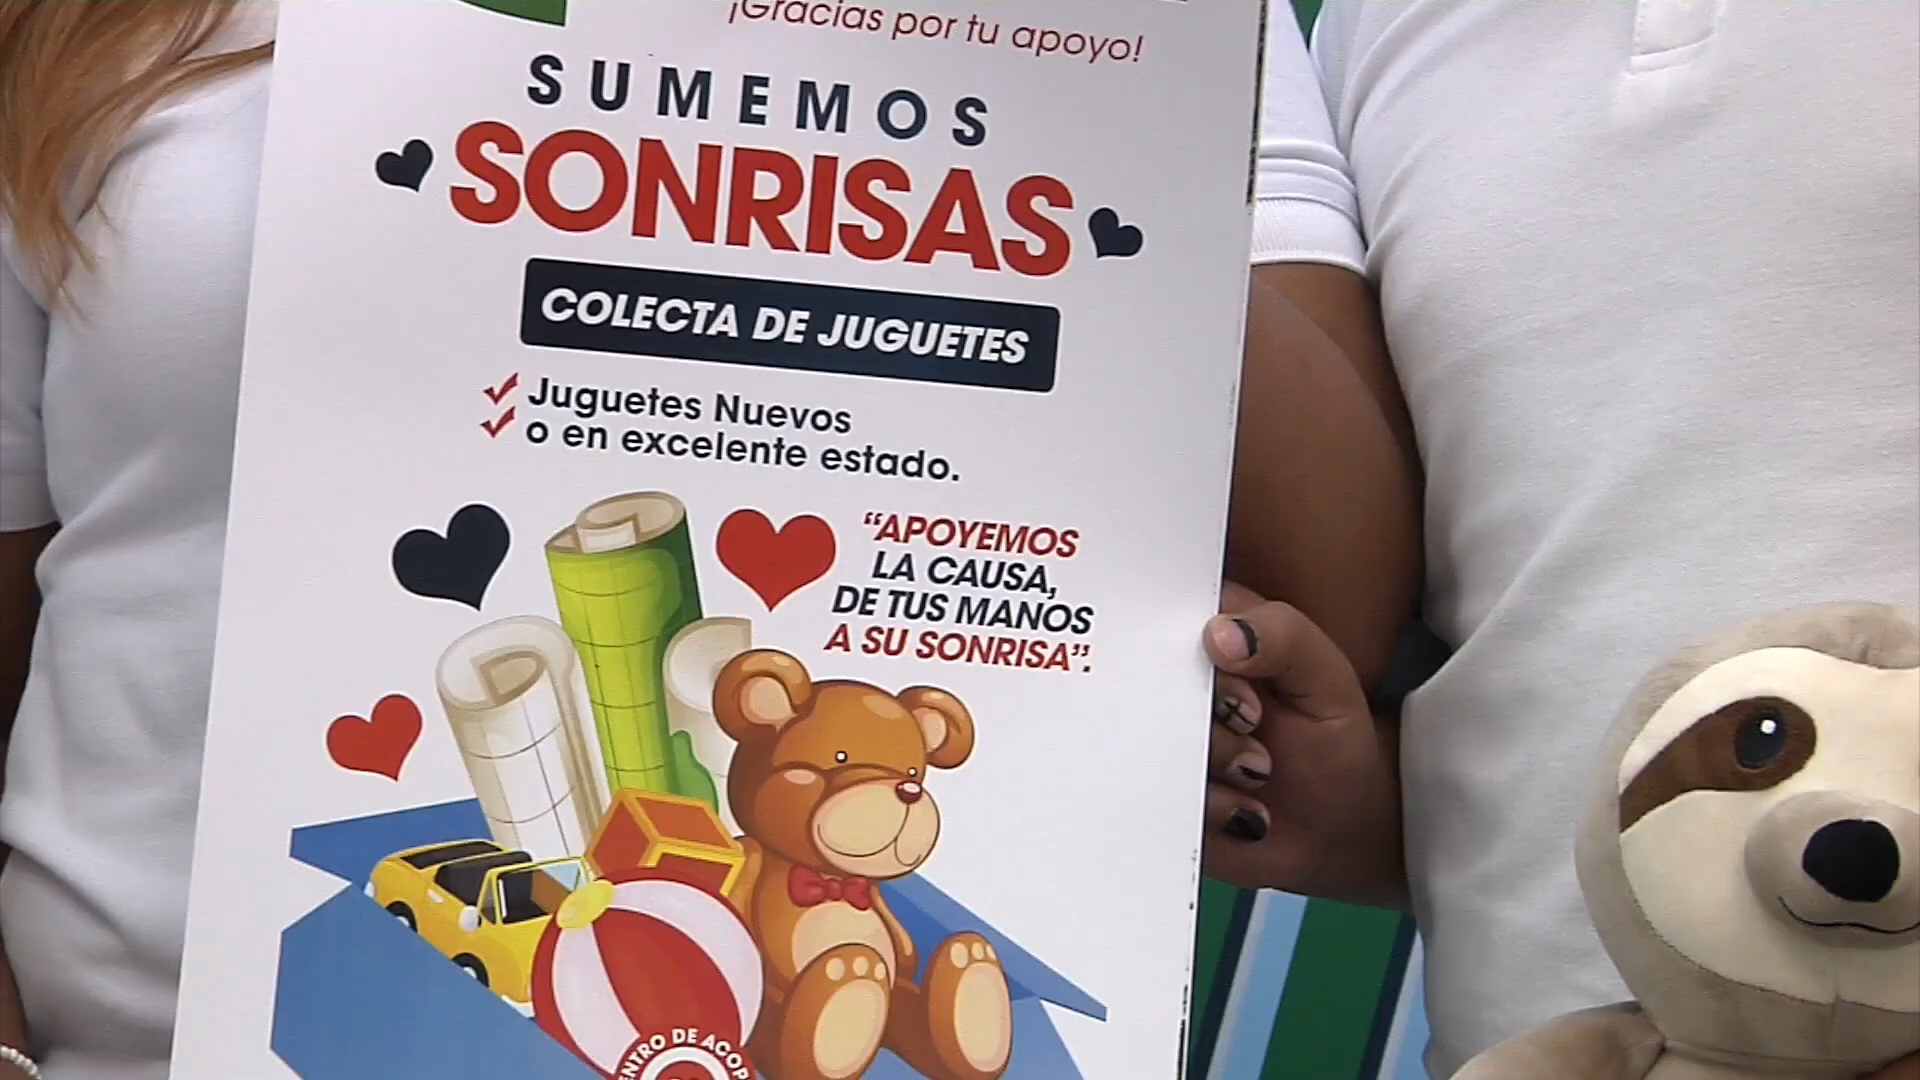 ¡Gracias por tu apoyo!
SUMEMOS
SONRISAS
COLECTA DE JUGUETES
Juguetes Nuevos
o en excelente estado.
“APOYEMOS
LA CAUSA,
DE TUS MANOS
A SU SONRISA”.
DE